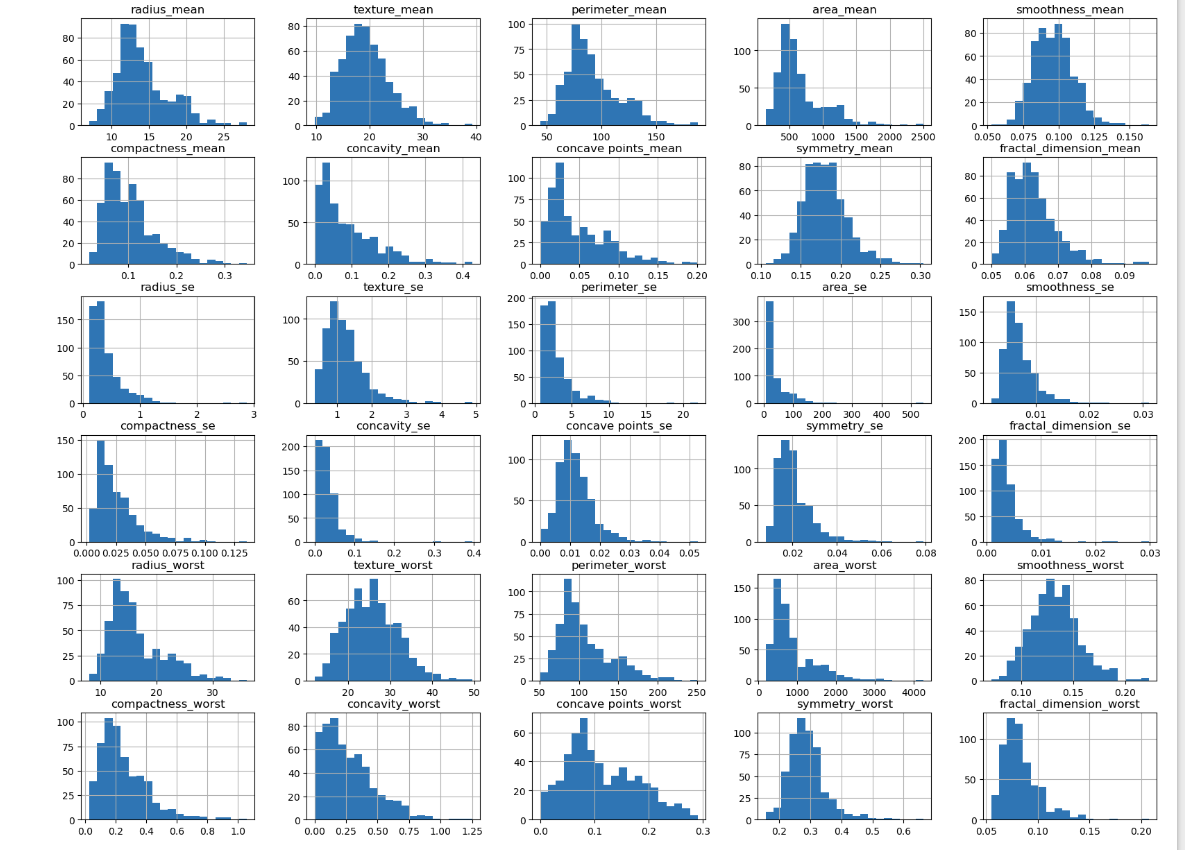 radius_mean texture_mean perimeter_mean area_mean smoothness_mean
80 60 40 20 0 80 60 40 20 0 100 75 50 25 0 100 50 0 80 60 40 20 0
10 15 20 25 10 20 30 40 50 100 150 500 1000 1500 2000 2500 0.050 0.075 0.100 0.125 0.150
compactness_mean concavity_mean concave points_mean symmetry_mean fractal_dimension_mean
80 60 40 20 0 100 50 0 125 100 75 50 25 0 80 60 40 20 0 80 60 40 20 0
0.1 0.2 0.3 0.0 0.1 0.2 0.3 0.4 0.00 0.05 0.10 0.15 0.20 0.10 0.15 0.20 0.25 0.30 0.05 0.06 0.07 0.08 0.09
radius_se texture_se perimeter_se area_se smoothness_se
150 100 50 0 100 50 0 200 150 100 50 0 300 200 100 0 150 100 50 0
0 1 2 3 1 2 3 4 5 0 5 10 15 20 0 100 200 300 400 500 0.01 0.02 0.03
compactness_se concavity_se concave points_se symmetry_se fractal_dimension_se
150 100 50 0 200 150 100 50 0 100 50 0 100 50 0 200 150 100 50 0
0.000 0.025 0.050 0.075 0.100 0.125 0.0 0.1 0.2 0.3 0.4 0.00 0.01 0.02 0.03 0.04 0.05 0.02 0.04 0.06 0.08 0.00 0.01 0.02 0.03
radius_worst texture_worst perimeter_worst area_worst smoothness_worst
100 75 50 25 0 60 40 20 0 100 75 50 25 0 150 100 50 0 80 60 40 20 0
10 20 30 20 30 40 50 50 100 150 200 250 0 1000 2000 3000 4000 0.10 0.15 0.20
compactness_worst concavity_worst concave points_worst symmetry_worst fractal_dimension_worst
100 75 50 25 0 80 60 40 20 0 60 40 20 0 100 75 50 25 0 100 50 0
0.0 0.2 0.4 0.6 0.8 1.0 0.00 0.25 0.50 0.75 1.00 1.25 0.0 0.1 0.2 0.3 0.2 0.3 0.4 0.5 0.6 0.05 0.10 0.15 0.20